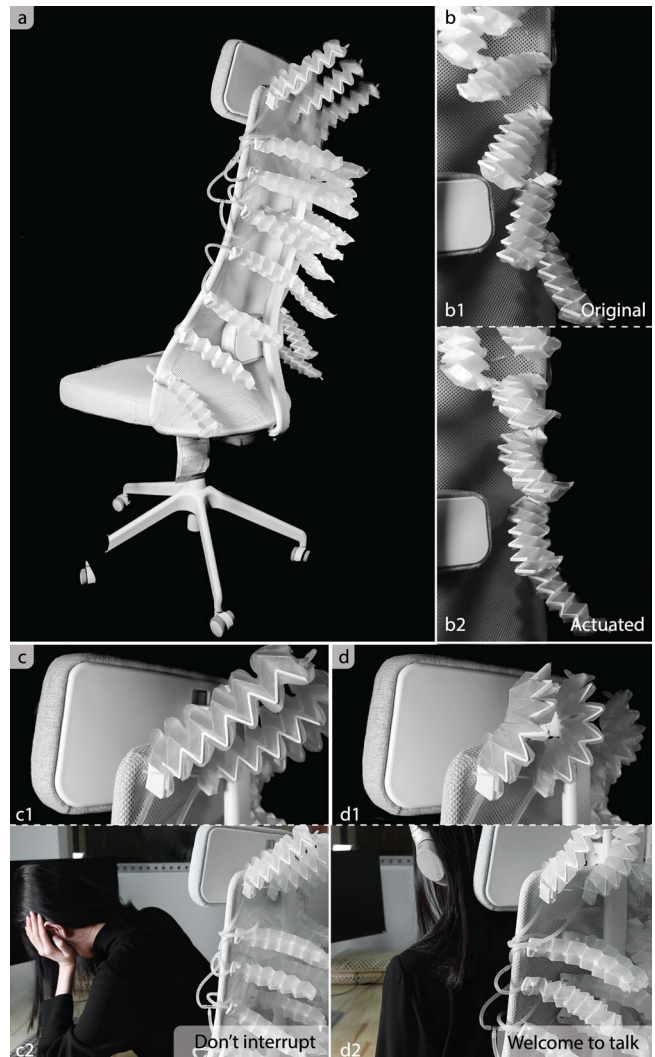 a
b
b1 Original
b2 Actuated
c
d
c1
d1
c2 Don't interrupt
d2 Welcome to talk